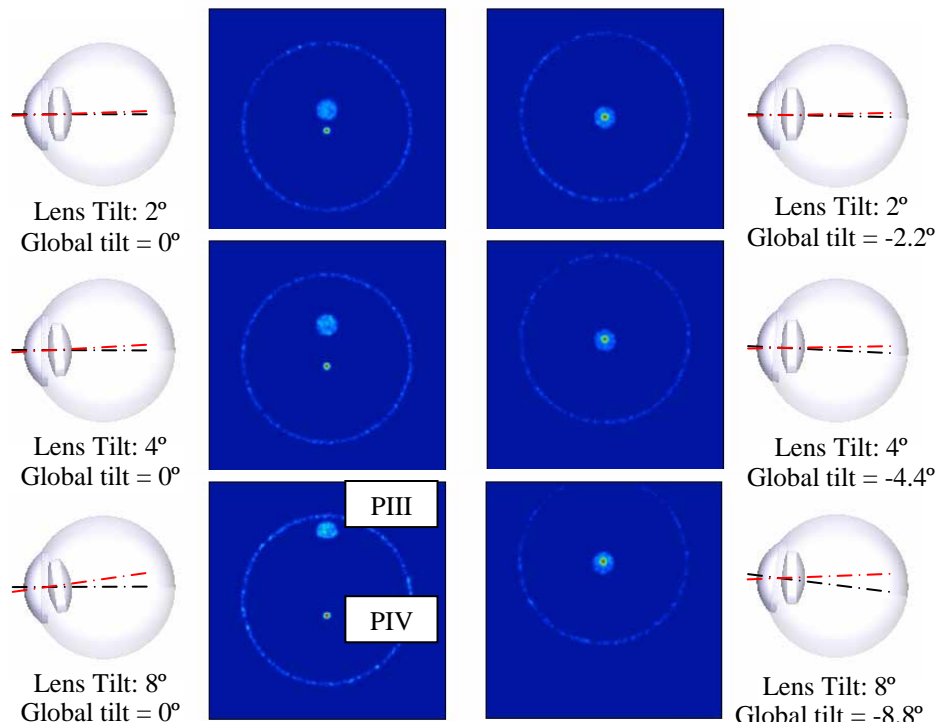 Lens Tilt: 2º
Global tilt = 0º
Lens Tilt: 2º
Global tilt = -2.2º
Lens Tilt: 4º
Global tilt = 0º
Lens Tilt: 4º
Global tilt = -4.4º
PIII
PIV
Lens Tilt: 8º
Global tilt = 0º
Lens Tilt: 8º
Global tilt = -8.8º